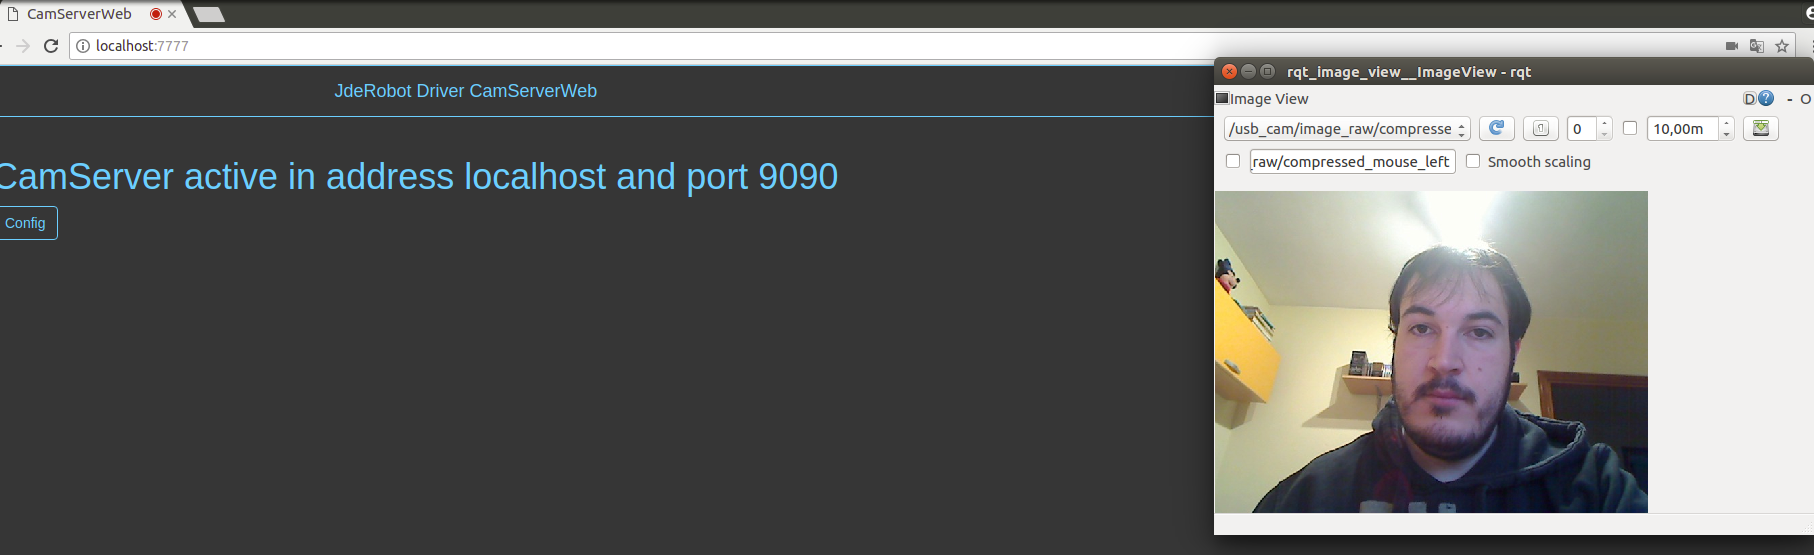 CamServerWeb
localhost:7777
JdeRobot Driver CamServerWeb
CamServer active in address localhost and port 9090
Config
rqt_image_view__ImageView - rqt
Image View
D ? - O
/usb_cam/image_raw/compresse
0
10,00m
raw/compressed_mouse_left
Smooth scaling